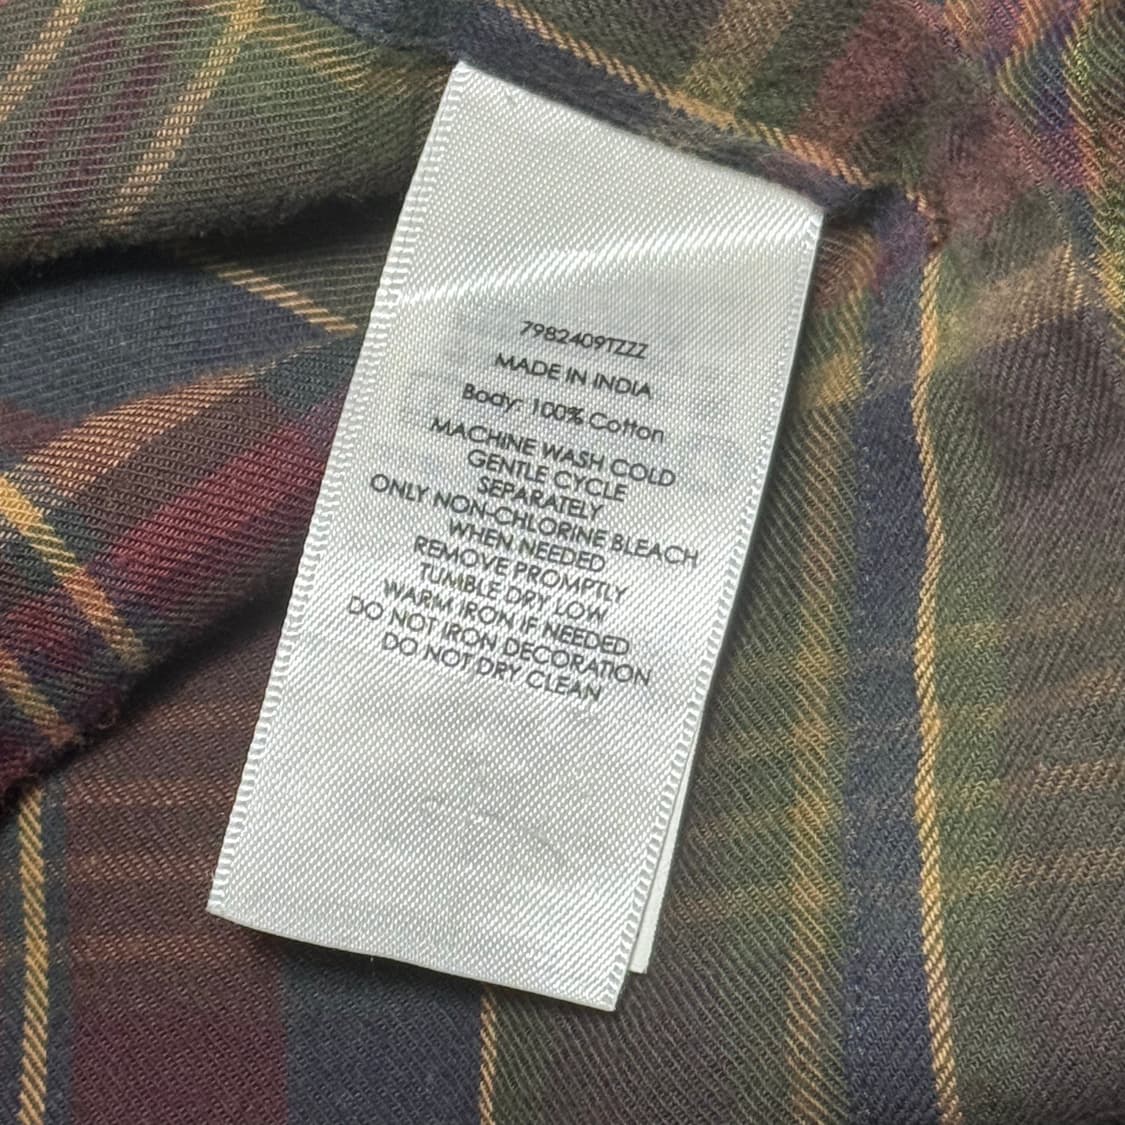 7982409TZZZ
MADE IN INDIA
Body: 100% Cotton
MACHINE WASH COLD
GENTLE CYCLE
SEPARATELY
ONLY NON-CHLORINE BLEACH
WHEN NEEDED
REMOVE PROMPTLY
TUMBLE DRY LOW
WARM IRON IF NEEDED
DO NOT IRON DECORATION
DO NOT DRY CLEAN